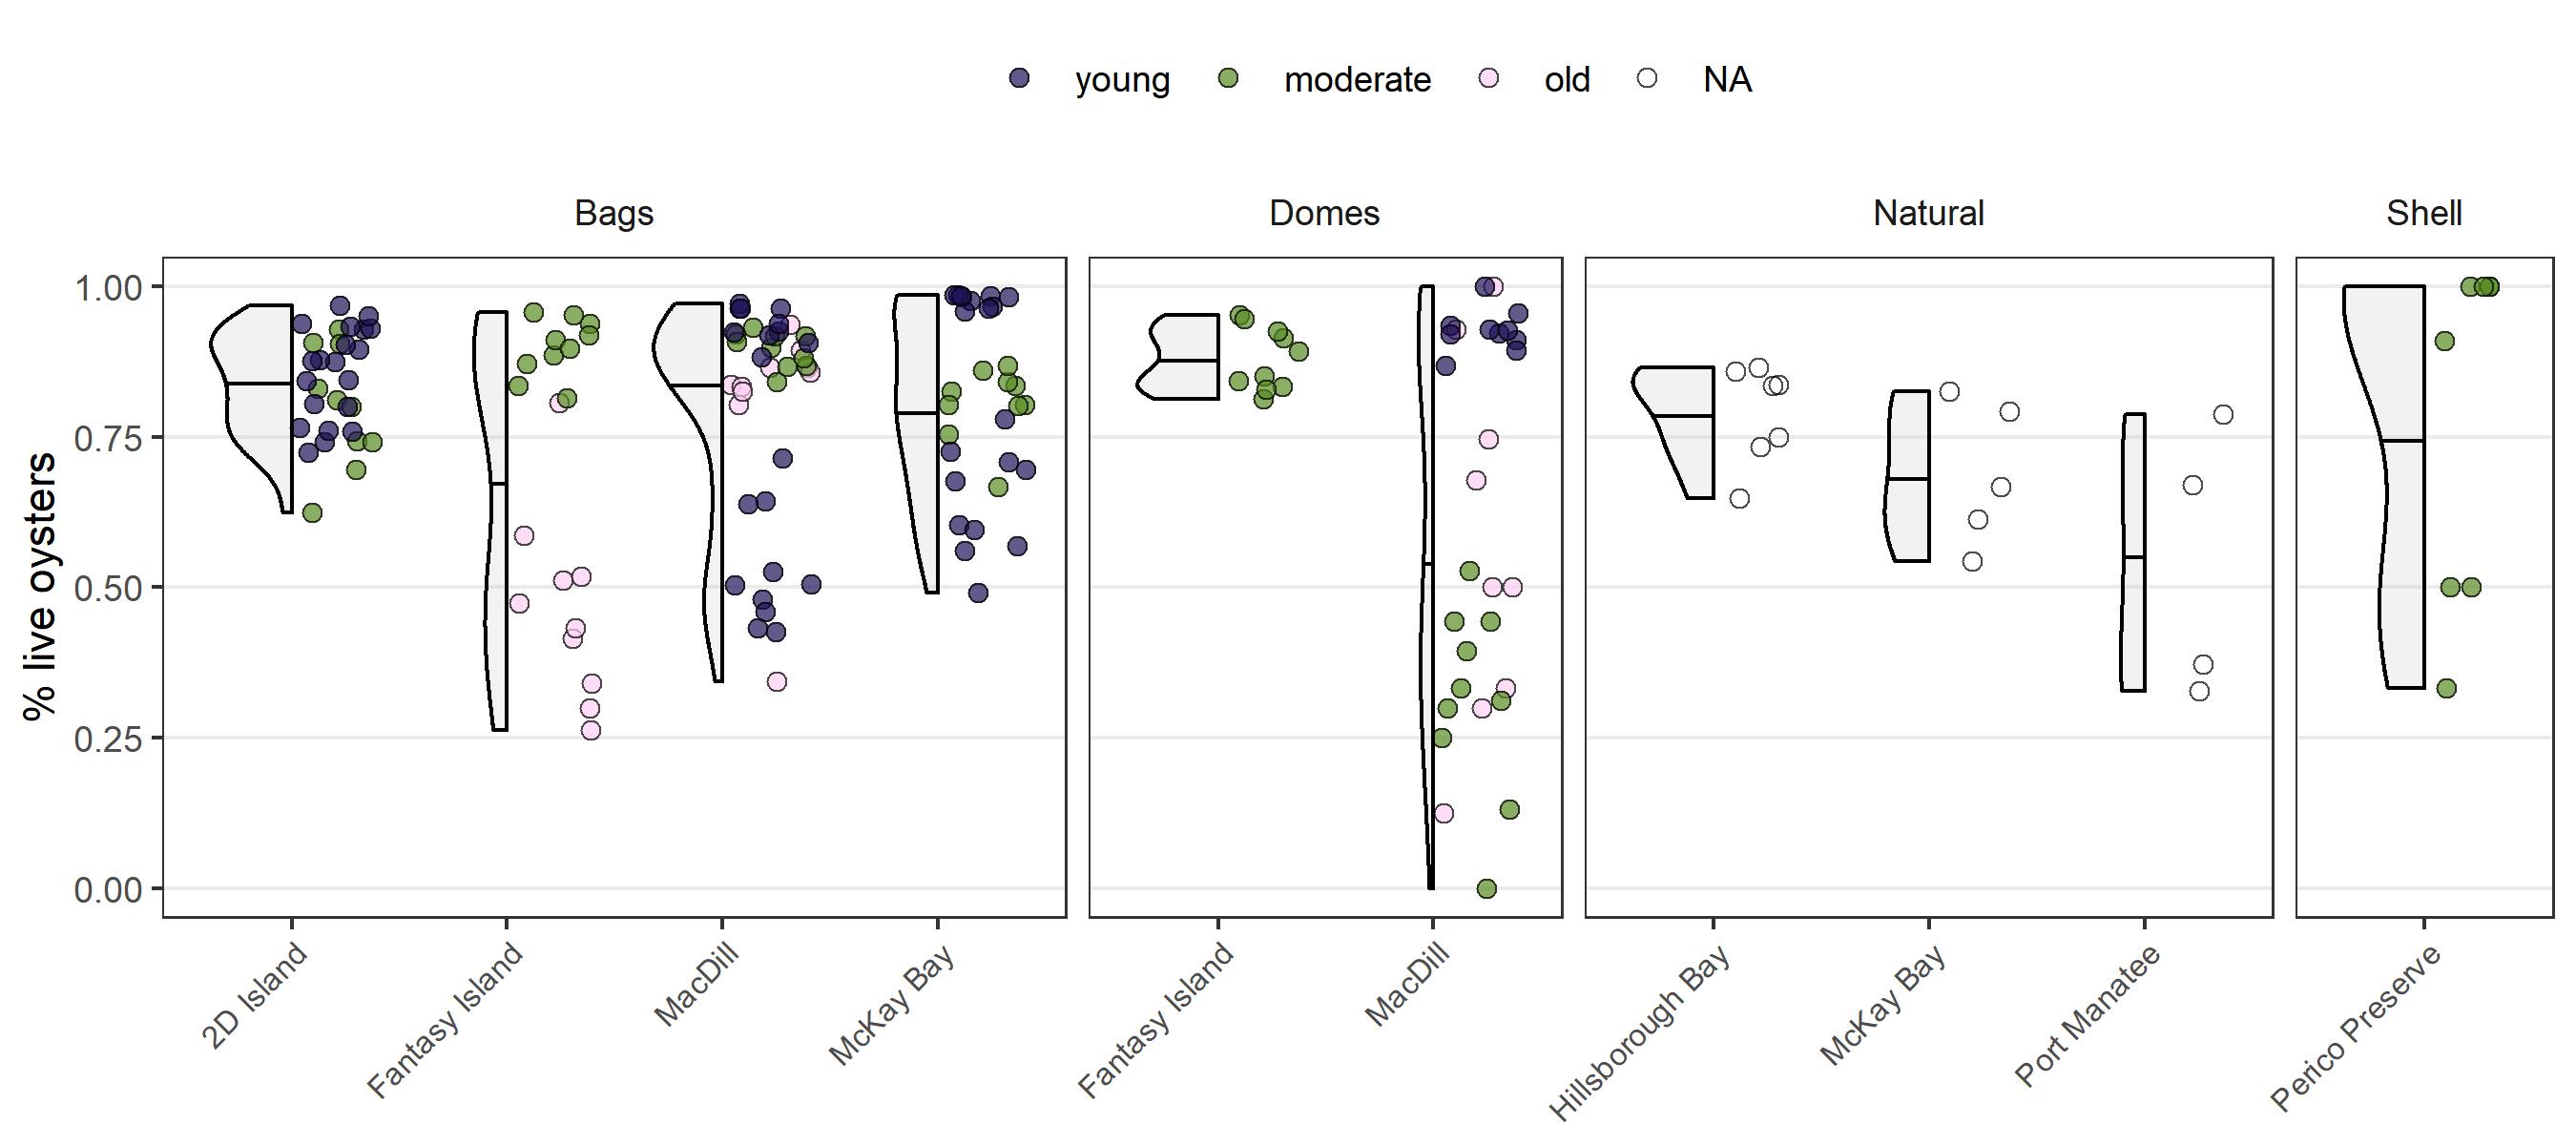 young moderate old NA
Bags Domes Natural Shell
% live oysters
1.00
0.75
0.50
0.25
0.00
2D Island
Fantasy Island
MacDill
McKay Bay
Fantasy Island
MacDill
Hillsborough Bay
McKay Bay
Port Manatee
Perico Preserve